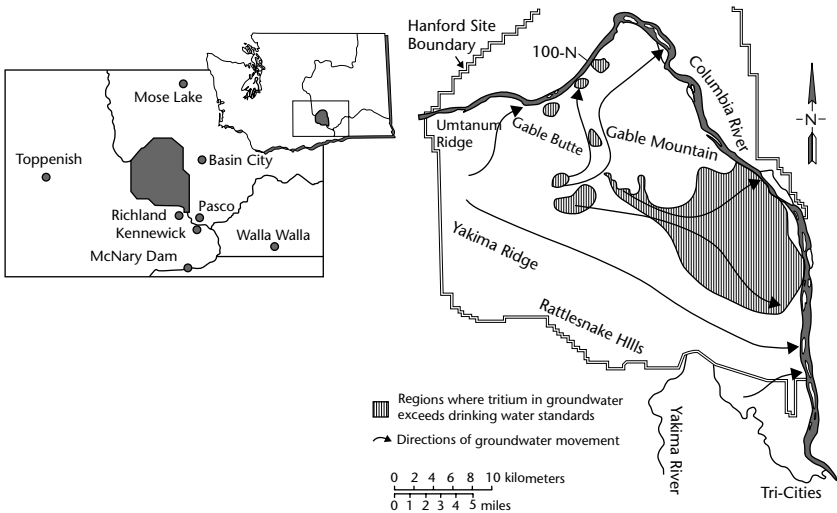 Hanford Site
Boundary
100-N
Columbia River
-N-
Mose Lake
Umtanum
Ridge
Gable Butte
Gable Mountain
Toppenish
Basin City
Richland
Pasco
Kennewick
Walla Walla
McNary Dam
Yakima Ridge
Rattlesnake HIlls
Regions where tritium in groundwater
exceeds drinking water standards
Directions of groundwater movement
Yakima River
0 2 4 6 8 10 kilometers
0 1 2 3 4 5 miles
Tri-Cities